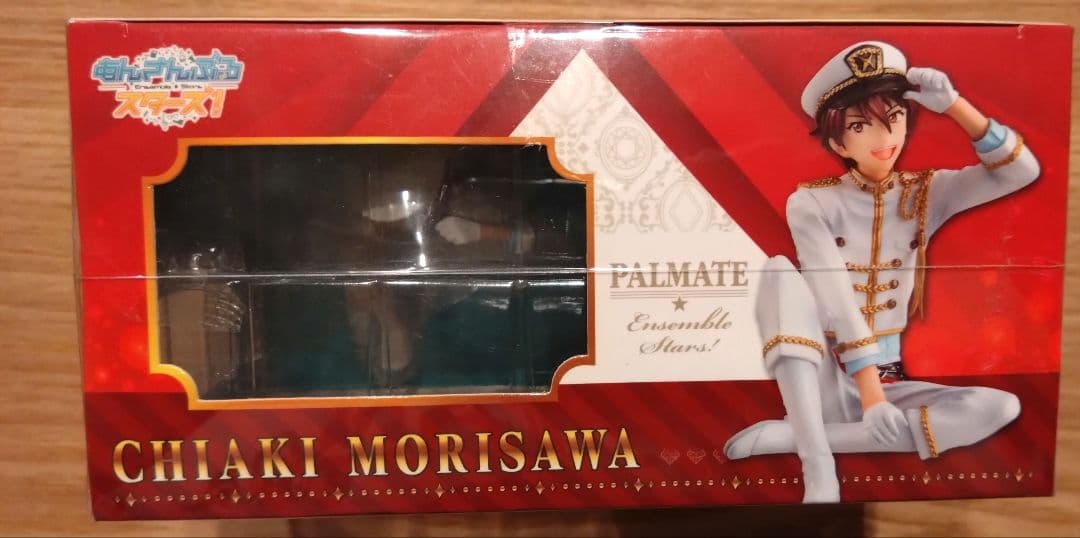 あんさんぶる
Ensemble Stars
スターズ!
PALMATE
Ensemble
Stars!
CHIAKI MORISAWA